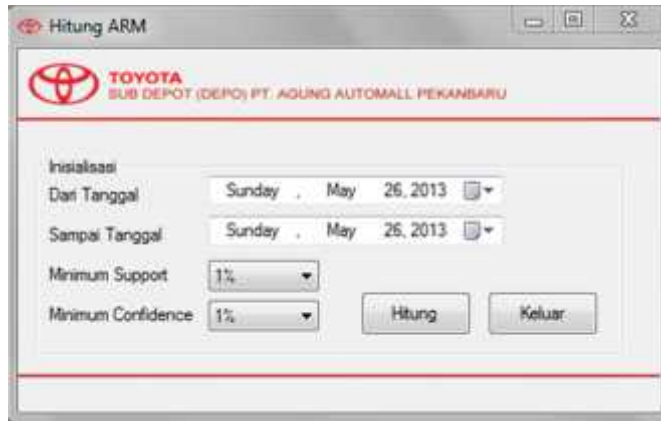 Hitung ARM
TOYOTA
SUB DEPOT (DEPO) PT. AGUNG AUTOMALL PEKANBARU
Inisialisasi
Dari Tanggal Sunday , May 26, 2013
Sampai Tanggal Sunday , May 26, 2013
Minimum Support 1%
Minimum Confidence 1% Hitung Keluar